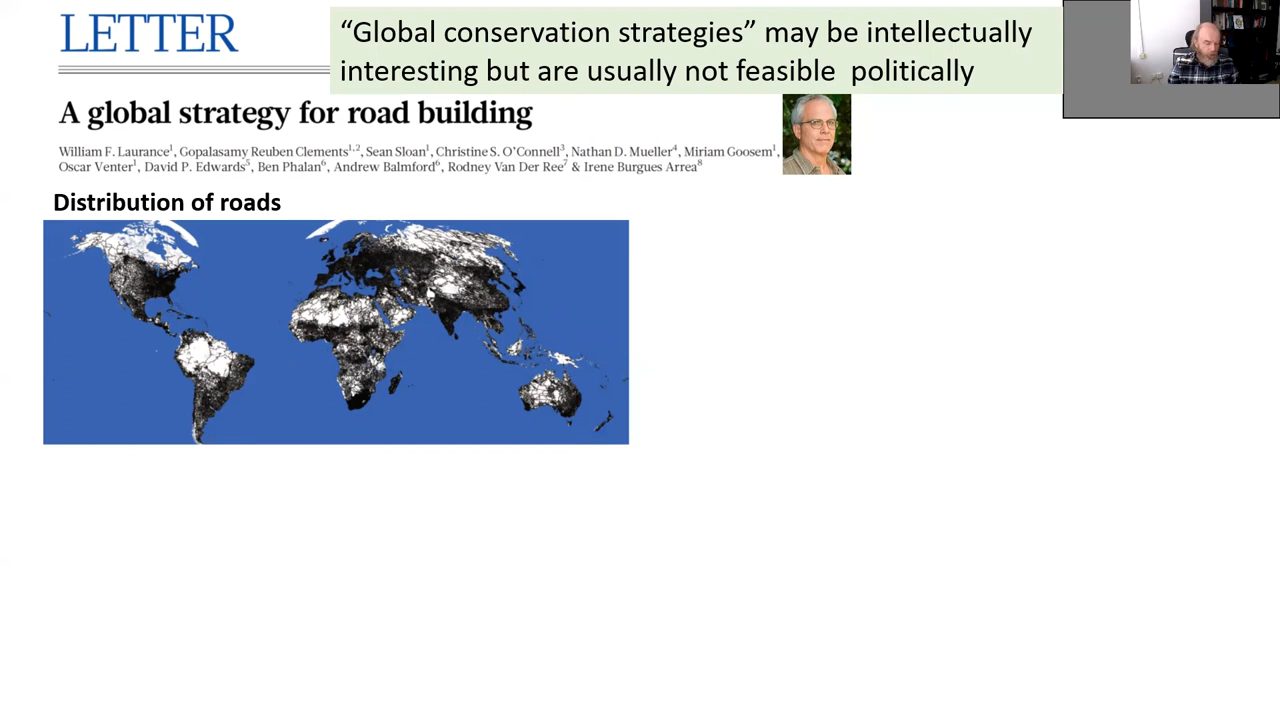 LETTER
“Global conservation strategies” may be intellectually
interesting but are usually not feasible politically
A global strategy for road building
William F. Laurance1, Gopalasamy Reuben Clements1,2, Sean Sloan1, Christine S. O’Connell3, Nathan D. Mueller4, Miriam Goosem1,
Oscar Venter1, David P. Edwards5, Ben Phalan6, Andrew Balmford6, Rodney Van Der Ree7 & Irene Burgues Arrea8
Distribution of roads